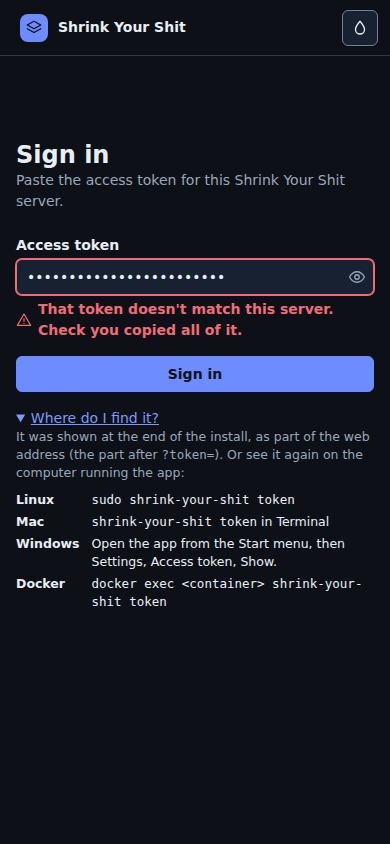 Shrink Your Shit
Sign in
Paste the access token for this Shrink Your Shit
server.
Access token
••••••••••••••••••••••••
That token doesn't match this server.
Check you copied all of it.
Sign in
▼ Where do I find it?
It was shown at the end of the install, as part of the web
address (the part after ?token=). Or see it again on the
computer running the app:
Linux sudo shrink-your-shit token
Mac shrink-your-shit token in Terminal
Windows Open the app from the Start menu, then
Settings, Access token, Show.
Docker docker exec <container> shrink-your-
shit token